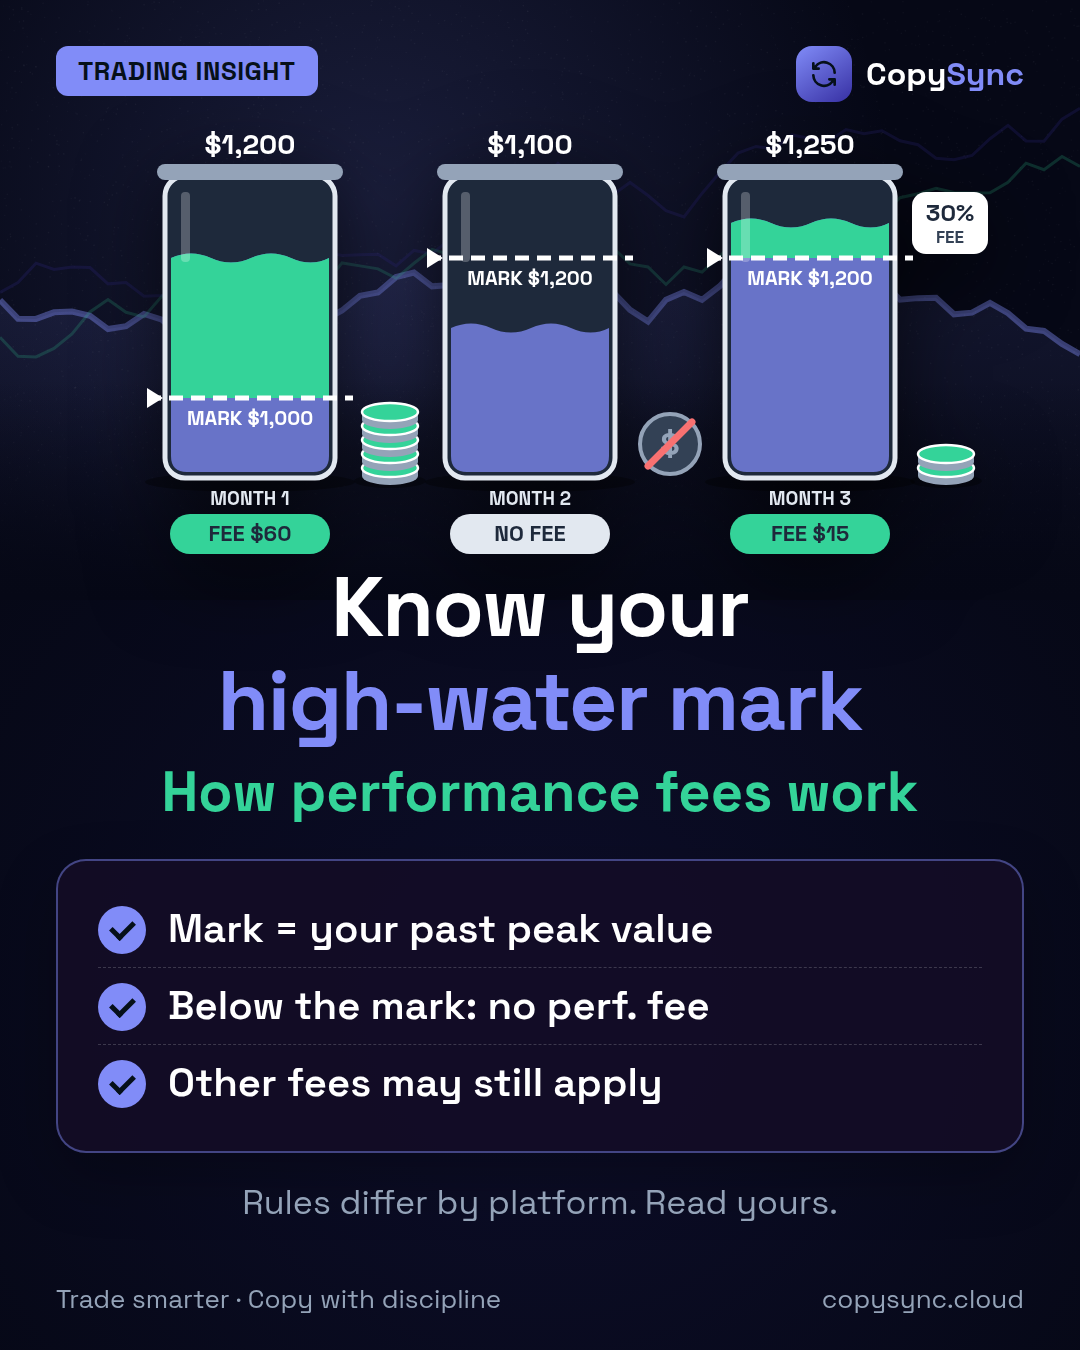 TRADING INSIGHT
CopySync
$1,200
$1,100
$1,250
30%
FEE
MARK $1,200
MARK $1,200
MARK $1,000
$
MONTH 1
MONTH 2
MONTH 3
FEE $60
NO FEE
FEE $15
Know your
high-water mark
How performance fees work
Mark = your past peak value
Below the mark: no perf. fee
Other fees may still apply
Rules differ by platform. Read yours.
Trade smarter · Copy with discipline
copysync.cloud